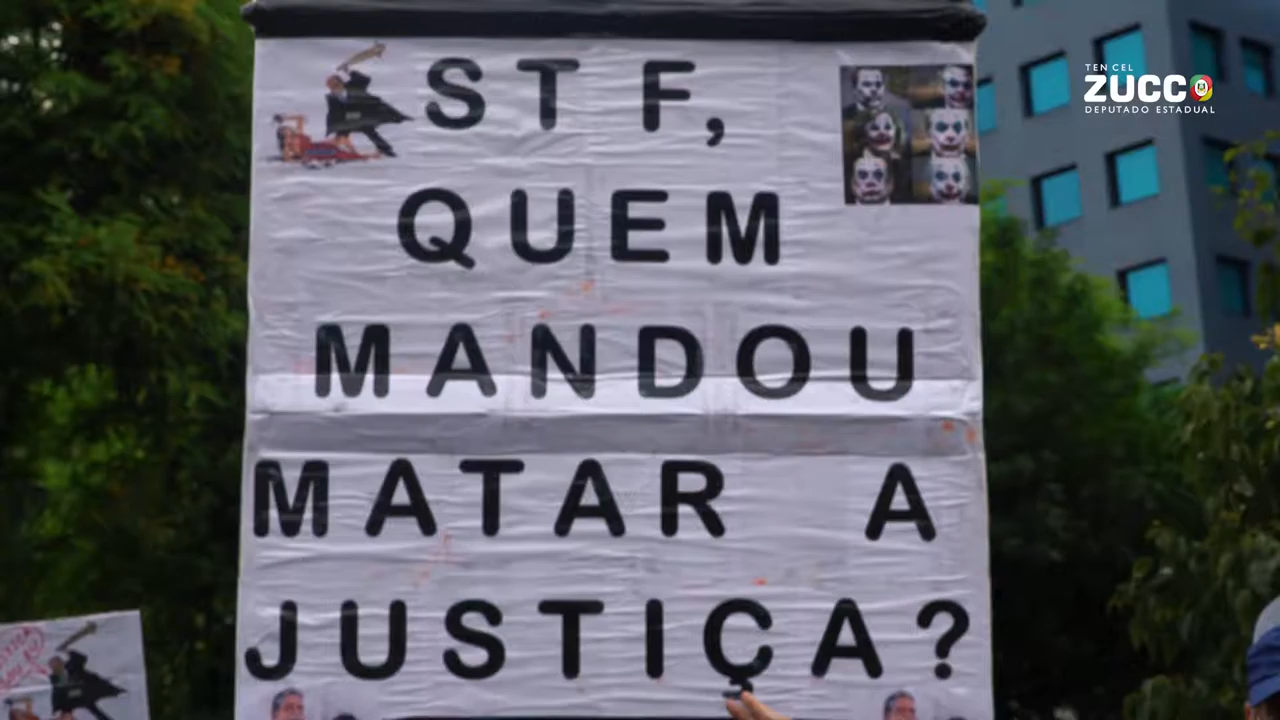 STF,
QUEM
MANDOU
MATAR A
JUSTIÇA?
TEN CEL
ZUCCO
DEPUTADO ESTADUAL